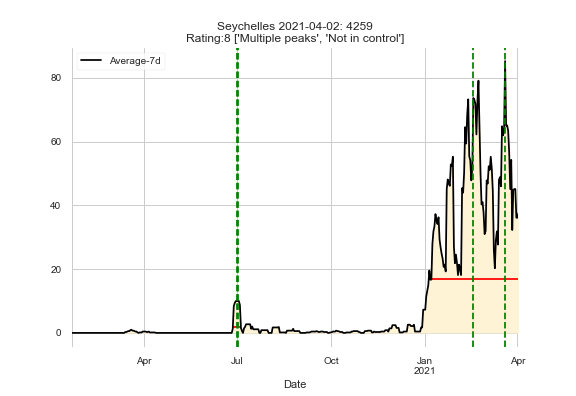 Seychelles 2021-04-02: 4259
Rating:8 ['Multiple peaks', 'Not in control']
Average-7d
80
60
40
20
0
Apr
Jul
Oct
Jan
2021
Apr
Date